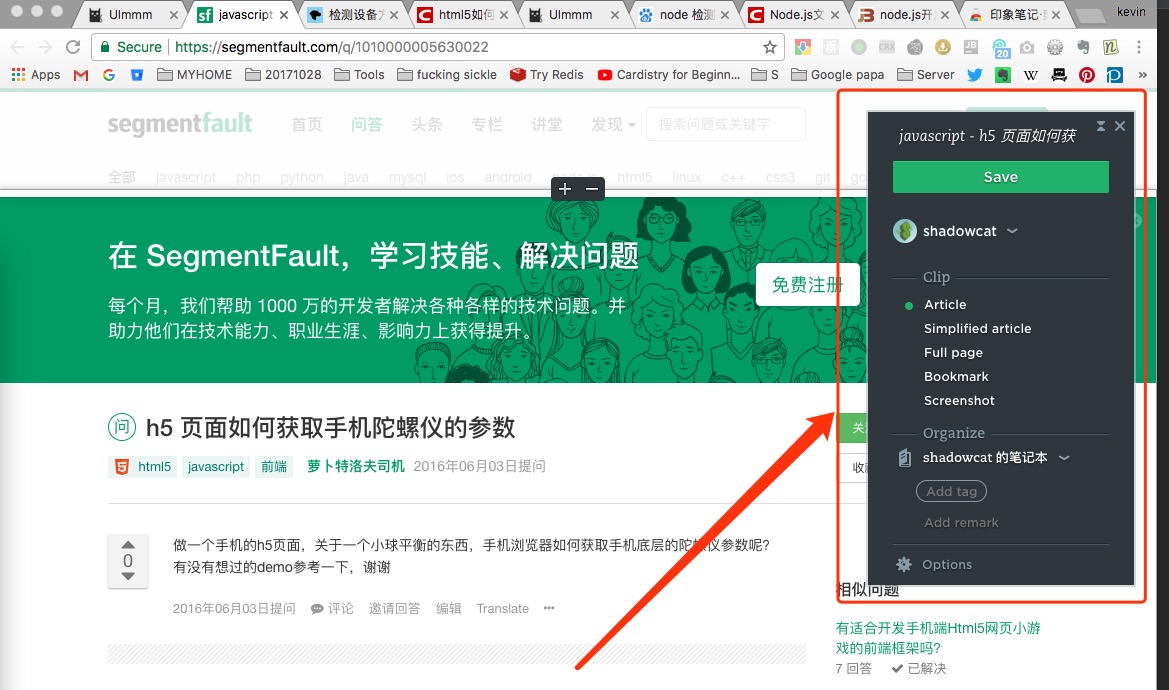 Ulmmm
javascript
检测设备方
html5如何
Ulmmm
node 检测
Node.js文
node.js开
印象笔记·
kevin
Secure
https://segmentfault.com/q/1010000005630022
Apps
MYHOME
20171028
Tools
fucking sickle
Try Redis
Cardistry for Beginn...
S
Google papa
Server
segmentfault
首页
问答
头条
专栏
讲堂
发现
搜索问题或关键字
全部
javascript
php
python
java
mysql
ios
android
node.js
html5
linux
c++
css3
git
go
在 SegmentFault，学习技能、解决问题
每个月，我们帮助 1000 万的开发者解决各种各样的技术问题。并
助力他们在技术能力、职业生涯、影响力上获得提升。
免费注册
问
h5 页面如何获取手机陀螺仪的参数
html5
javascript
前端
萝卜特洛夫司机
2016年06月03日提问
0
做一个手机的h5页面，关于一个小球平衡的东西，手机浏览器如何获取手机底层的陀螺仪参数呢?
有没有想过的demo参考一下，谢谢
2016年06月03日提问
评论
邀请回答
编辑
Translate
•••
javascript - h5 页面如何获
Save
shadowcat
Clip
Article
Simplified article
Full page
Bookmark
Screenshot
Organize
shadowcat 的笔记本
Add tag
Add remark
Options
相似问题
有适合开发手机端Html5网页小游
戏的前端框架吗?
7 回答
已解决